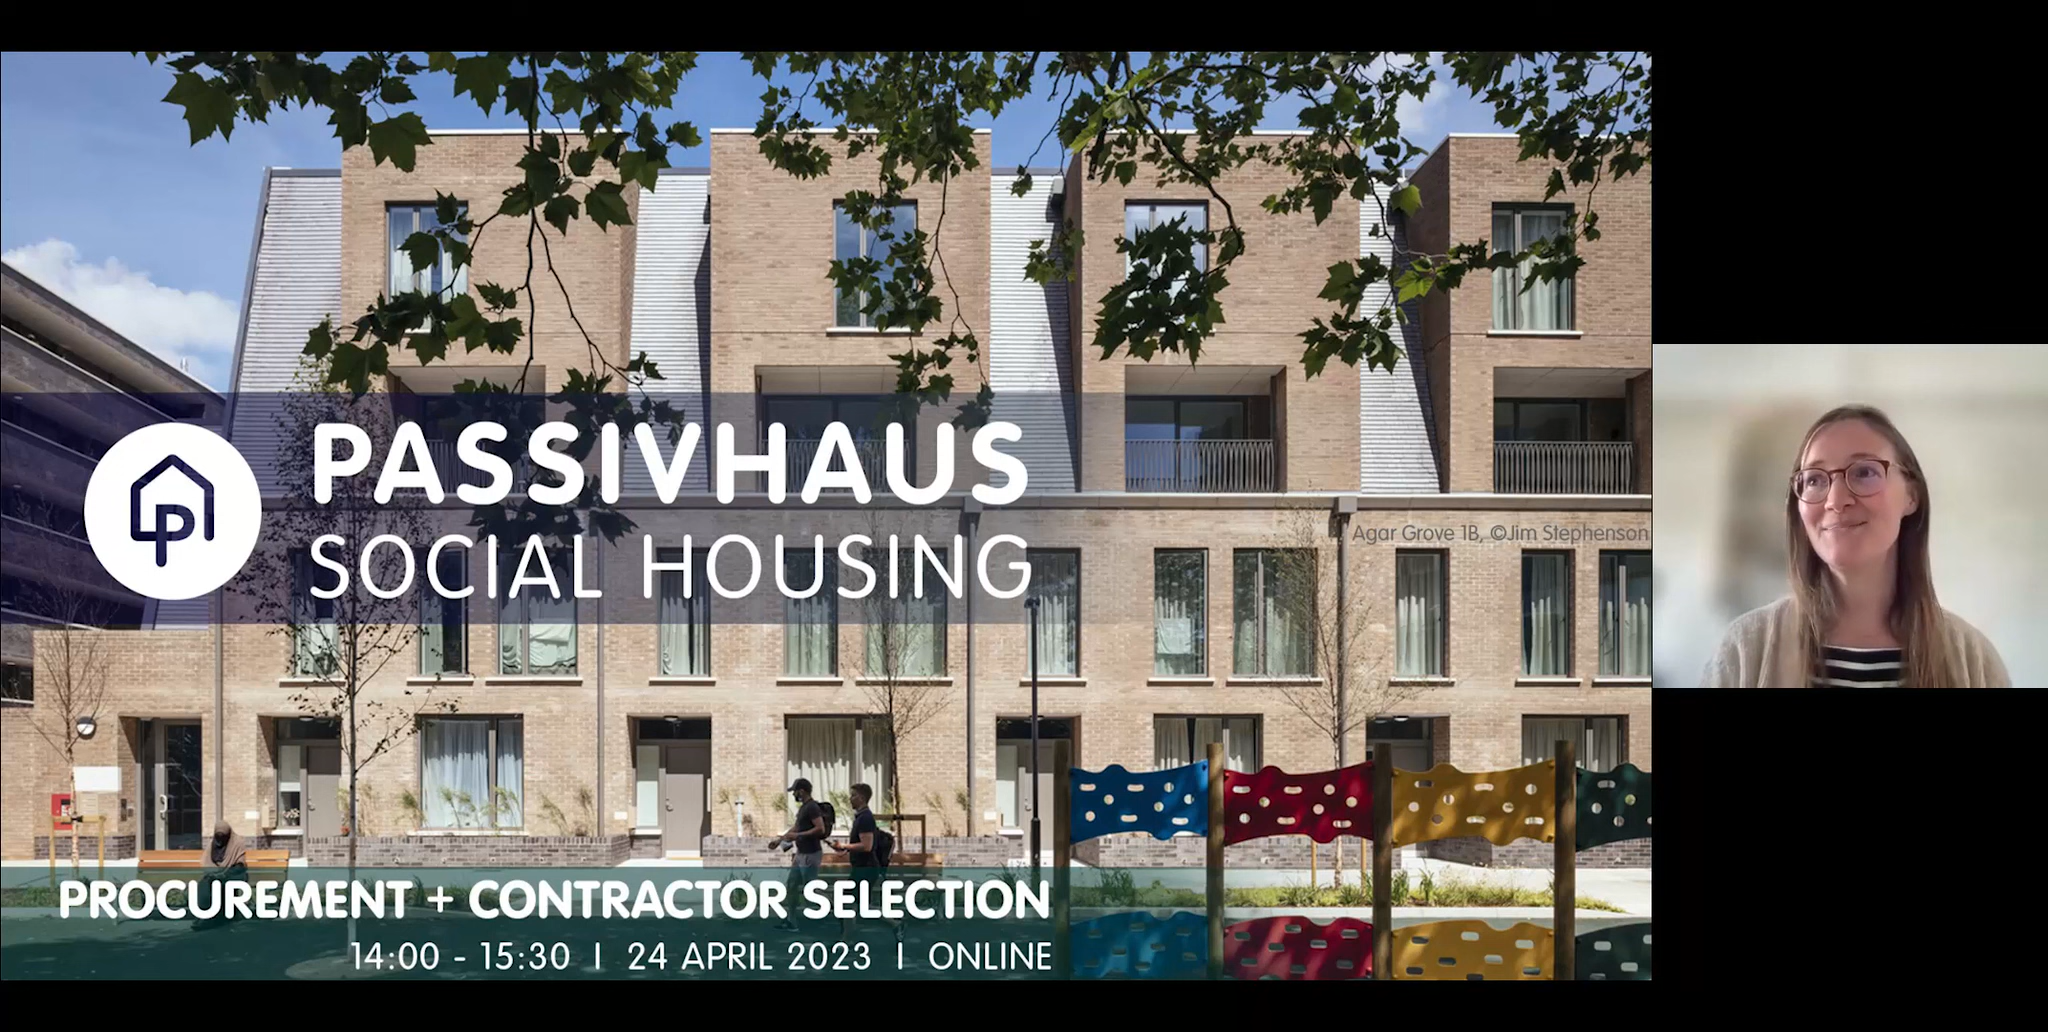 PASSIVHAUS
SOCIAL HOUSING
Agar Grove 1B, ©Jim Stephenson
PROCUREMENT + CONTRACTOR SELECTION
14:00 - 15:30 | 24 APRIL 2023 | ONLINE